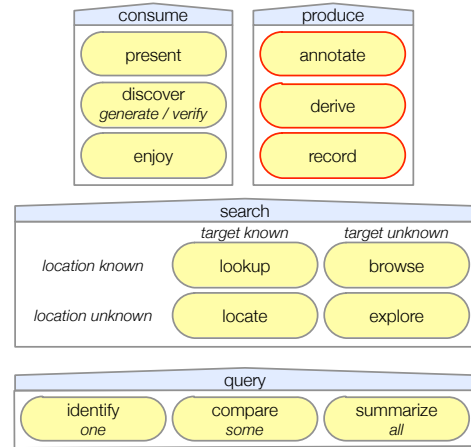 consume
produce
present
annotate
discover
generate / verify
derive
enjoy
record
search
target known
target unknown
location known
lookup
browse
location unknown
locate
explore
query
identify
one
compare
some
summarize
all